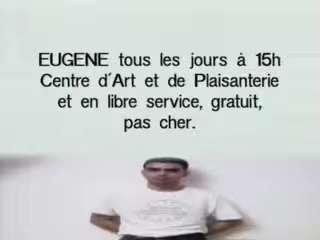 EUGENE tous les jours à 15h
Centre d'Art et de Plaisanterie
et en libre service, gratuit,
pas cher.